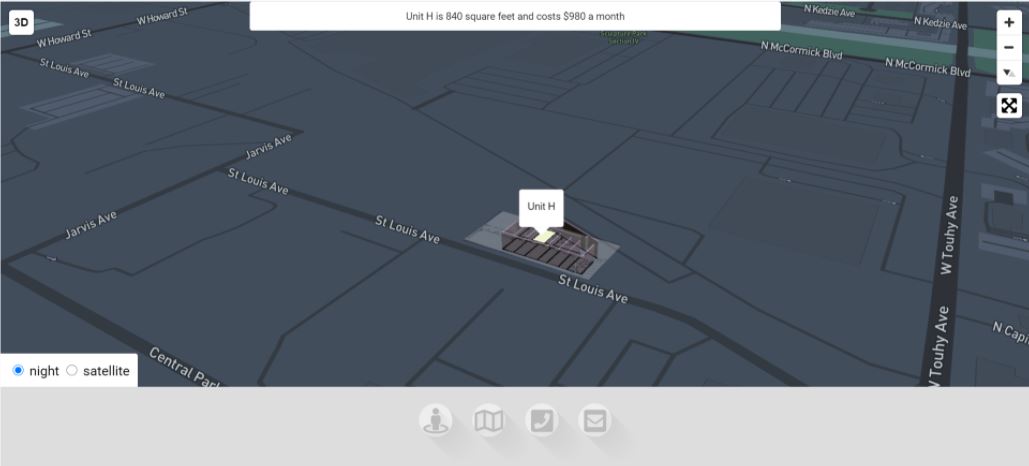 3D
W Howard St
Unit H is 840 square feet and costs $980 a month
N Kedzie Ave
N Kedzie Ave
+
W Howard St
Sculpture Park
Section IV
N McCormick Blvd
N McCormick Blvd
−
St Louis Ave
St Louis Ave
Jarvis Ave
St Louis Ave
Unit H
Jarvis Ave
St Louis Ave
W Touhy Ave
St Louis Ave
W Touhy Ave
N Capi
Central Park
night
satellite